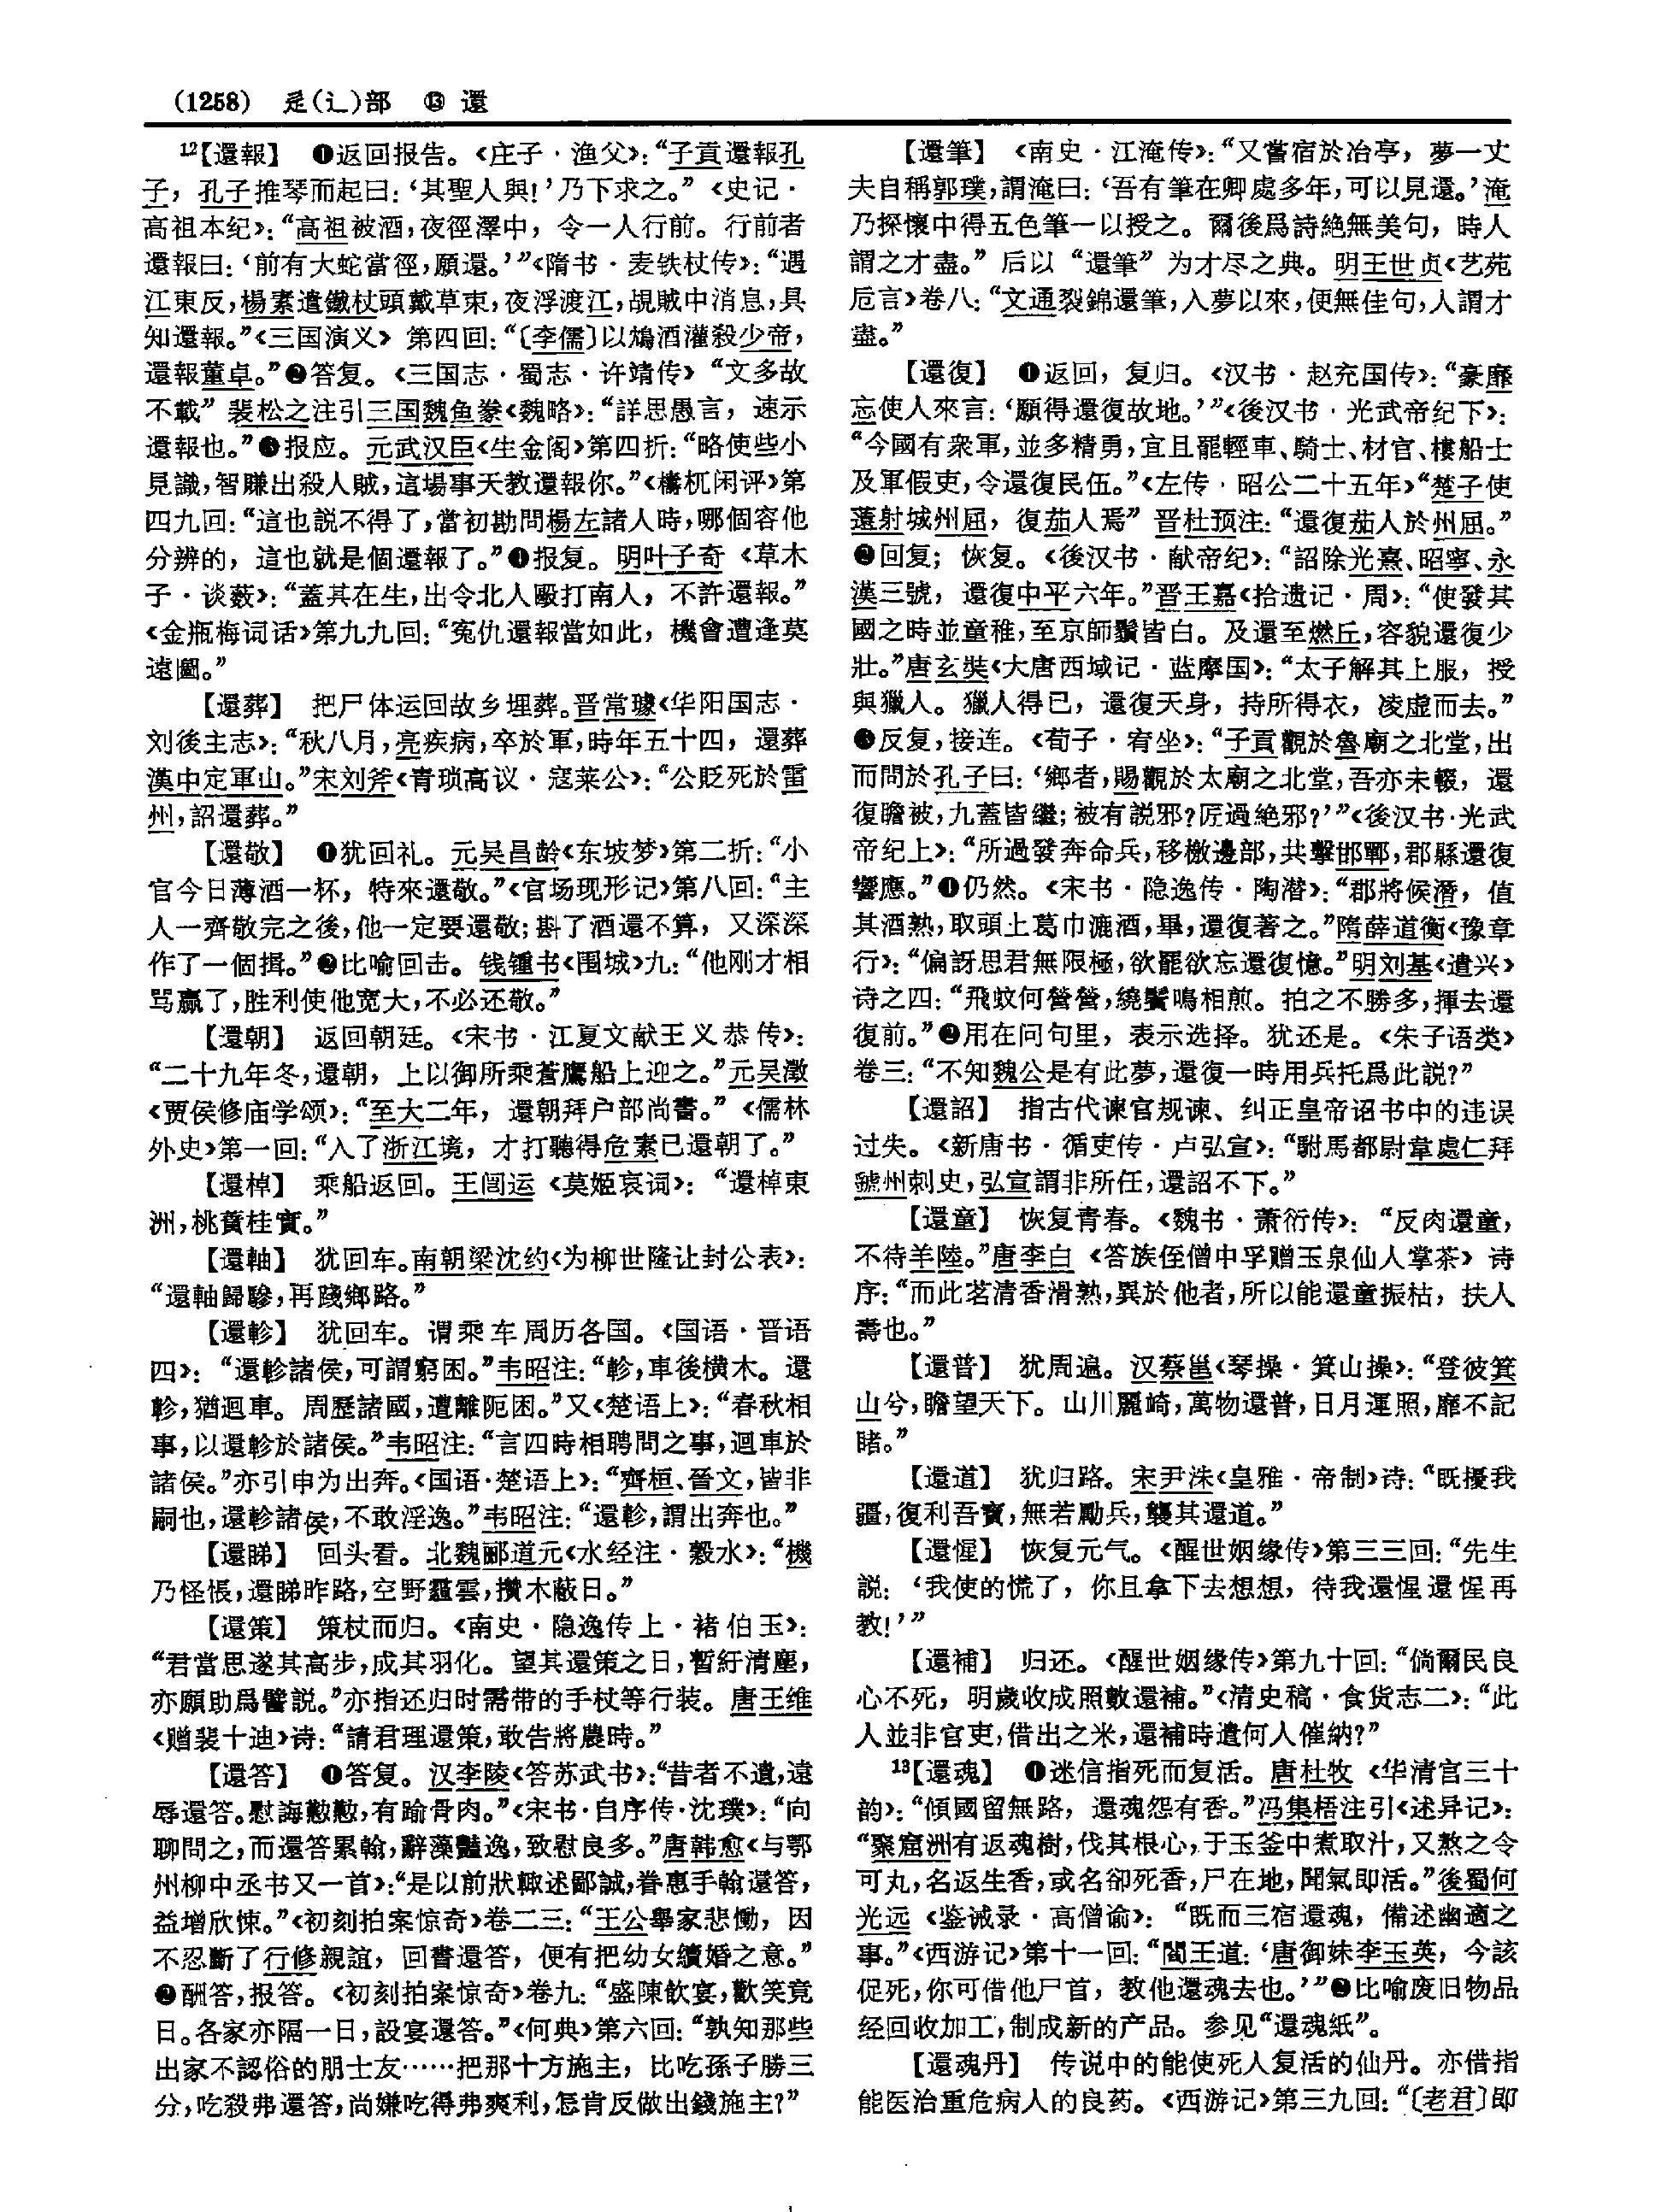 (1258) 辵(辶)部 ⑬ 還
12【還報】 ❶返回报告。《庄子·渔父》：“子貢還報孔
子，孔子推琴而起曰：‘其聖人與！’乃下求之。”《史记·
高祖本纪》：“高祖被酒，夜徑澤中，令一人行前。行前者
還報曰：‘前有大蛇當徑，願還。’”《隋书·麦铁杖传》：“遇
江東反，楊素遣鐵杖頭戴草束，夜浮渡江，覘賊中消息，具
知還報。”《三国演义》第四回：“〔李儒〕以鴆酒灌殺少帝，
還報董卓。”❷答复。《三国志·蜀志·许靖传》“文多故
不載”裴松之注引三国魏鱼豢《魏略》：“詳思愚言，速示
還報也。”❸报应。元武汉臣《生金阁》第四折：“略使些小
見識，智賺出殺人賊，這場事天教還報你。”《檮杌闲评》第
四九回：“這也説不得了，當初勘問楊左諸人時，哪個容他
分辨的，這也就是個還報了。”❹报复。明叶子奇《草木
子·谈薮》：“蓋其在生，出令北人毆打南人，不許還報。”
《金瓶梅词话》第九九回：“寃仇還報當如此，機會遭逢莫
遠圖。”
【還葬】 把尸体运回故乡埋葬。晋常璩《华阳国志·
刘後主志》：“秋八月，亮疾病，卒於軍，時年五十四，還葬
漢中定軍山。”宋刘斧《青琐高议·寇莱公》：“公貶死於雷
州，詔還葬。”
【還敬】 ❶犹回礼。元吴昌龄《东坡梦》第二折：“小
官今日薄酒一杯，特來還敬。”《官场现形记》第八回：“主
人一齊敬完之後，他一定要還敬；斟了酒還不算，又深深
作了一個揖。”❷比喻回击。钱锺书《围城》九：“他刚才相
骂赢了，胜利使他宽大，不必还敬。”
【還朝】 返回朝廷。《宋书·江夏文献王义恭传》：
“二十九年冬，還朝，上以御所乘蒼鷹船上迎之。”元吴澂
《贾侯修庙学颂》：“至大二年，還朝拜户部尚書。”《儒林
外史》第一回：“入了浙江境，才打聽得危素已還朝了。”
【還棹】 乘船返回。王闿运《莫姬哀词》：“還棹東
洲，桃蕡桂實。”
【還軸】 犹回车。南朝梁沈约《为柳世隆让封公表》：
“還軸歸驂，再踐鄉路。”
【還軫】 犹回车。谓乘车周历各国。《国语·晋语
四》：“還軫諸侯，可謂窮困。”韦昭注：“軫，車後横木。還
軫，猶迴車。周歷諸國，遭離阨困。”又《楚语上》：“春秋相
事，以還軫於諸侯。”韦昭注：“言四時相聘問之事，迴車於
諸侯。”亦引申为出奔。《国语·楚语上》：“齊桓、晉文，皆非
嗣也，還軫諸侯，不敢淫逸。”韦昭注：“還軫，謂出奔也。”
【還睇】 回头看。北魏郦道元《水经注·穀水》：“機
乃怪悵，還睇昨路，空野霾雲，攢木蔽日。”
【還策】 策杖而归。《南史·隐逸传上·褚伯玉》：
“君當思遂其高步，成其羽化。望其還策之日，暫紆清塵，
亦願助爲譬説。”亦指还归时需带的手杖等行装。唐王维
《赠裴十迪》诗：“請君理還策，敢告將農時。”
【還答】 ❶答复。汉李陵《答苏武书》：“昔者不遺，遠
辱還答。慰誨懃懃，有踰骨肉。”《宋书·自序传·沈璞》：“向
聊問之，而還答累翰，辭藻豔逸，致慰良多。”唐韩愈《与鄂
州柳中丞书又一首》：“是以前狀輒述鄙誠，眷惠手翰還答，
益增欣悚。”《初刻拍案惊奇》卷二三：“王公舉家悲慟，因
不忍斷了行修親誼，回書還答，便有把幼女續婚之意。”
❷酬答，报答。《初刻拍案惊奇》卷九：“盛陳飲宴，歡笑竟
日。各家亦隔一日，設宴還答。”《何典》第六回：“孰知那些
出家不認俗的朋士友……把那十方施主，比吃孫子勝三
分，吃殺弗還答，尚嫌吃得弗爽利，怎肯反做出錢施主？”
【還筆】 《南史·江淹传》：“又嘗宿於冶亭，夢一丈
夫自稱郭璞，謂淹曰：‘吾有筆在卿處多年，可以見還。’淹
乃探懷中得五色筆一以授之。爾後爲詩絶無美句，時人
謂之才盡。”后以“還筆”为才尽之典。明王世贞《艺苑
卮言》卷八：“文通裂錦還筆，入夢以來，便無佳句，人謂才
盡。”
【還復】 ❶返回，复归。《汉书·赵充国传》：“豪靡
忘使人來言：‘願得還復故地。’”《後汉书·光武帝纪下》：
“今國有衆軍，並多精勇，宜且罷輕車、騎士、材官、樓船士
及軍假吏，令還復民伍。”《左传·昭公二十五年》“楚子使
薳射城州屈，復茄人焉”晋杜预注：“還復茄人於州屈。”
❷回复；恢复。《後汉书·献帝纪》：“詔除光熹、昭寧、永
漢三號，還復中平六年。”晋王嘉《拾遗记·周》：“使發其
國之時並童稚，至京師鬚皆白。及還至燃丘，容貌還復少
壯。”唐玄奘《大唐西域记·蓝摩国》：“太子解其上服，授
與獵人。獵人得已，還復天身，持所得衣，凌虚而去。”
❸反复，接连。《荀子·宥坐》：“子貢觀於魯廟之北堂，出
而問於孔子曰：‘鄉者，賜觀於太廟之北堂，吾亦未輟，還
復瞻被，九蓋皆繼；被有説邪？匠過絶邪？’”《後汉书·光武
帝纪上》：“所過發奔命兵，移檄邊部，共擊邯鄲，郡縣還復
響應。”❹仍然。《宋书·隐逸传·陶潜》：“郡將候潛，值
其酒熟，取頭上葛巾漉酒，畢，還復著之。”隋薛道衡《豫章
行》：“偏訝思君無限極，欲罷欲忘還復憶。”明刘基《遣兴》
诗之四：“飛蚊何營營，繞鬢鳴相煎。拍之不勝多，揮去還
復前。”❺用在问句里，表示选择。犹还是。《朱子语类》
卷三：“不知魏公是有此夢，還復一時用兵托爲此説？”
【還詔】 指古代谏官规谏、纠正皇帝诏书中的违误
过失。《新唐书·循吏传·卢弘宣》：“駙馬都尉韋處仁拜
虢州刺史，弘宣謂非所任，還詔不下。”
【還童】 恢复青春。《魏书·萧衍传》：“反肉還童，
不待羊陸。”唐李白《答族侄僧中孚赠玉泉仙人掌茶》诗
序：“而此茗清香滑熟，異於他者，所以能還童振枯，扶人
壽也。”
【還普】 犹周遍。汉蔡邕《琴操·箕山操》：“登彼箕
山兮，瞻望天下。山川麗崎，萬物還普，日月運照，靡不記
睹。”
【還道】 犹归路。宋尹洙《皇雅·帝制》诗：“既擾我
疆，復利吾寶，無若勵兵，襲其還道。”
【還惺】 恢复元气。《醒世姻缘传》第三三回：“先生
説：‘我使的慌了，你且拿下去想想，待我還惺還惺再
教！’”
【還補】 归还。《醒世姻缘传》第九十回：“倘爾民良
心不死，明歲收成照數還補。”《清史稿·食货志二》：“此
人並非官吏，借出之米，還補時遣何人催納？”
13【還魂】 ❶迷信指死而复活。唐杜牧《华清宫三十
韵》：“傾國留無路，還魂怨有香。”冯集梧注引《述异记》：
“聚窟洲有返魂樹，伐其根心，于玉釜中煮取汁，又熬之令
可丸，名返生香，或名卻死香，尸在地，聞氣即活。”後蜀何
光远《鉴诫录·高僧谕》：“既而三宿還魂，備述幽適之
事。”《西游记》第十一回：“閻王道：‘唐御妹李玉英，今該
促死，你可借他尸首，教他還魂去也。’”❷比喻废旧物品
经回收加工，制成新的产品。参见“還魂紙”。
【還魂丹】 传说中的能使死人复活的仙丹。亦借指
能医治重危病人的良药。《西游记》第三九回：“〔老君〕即